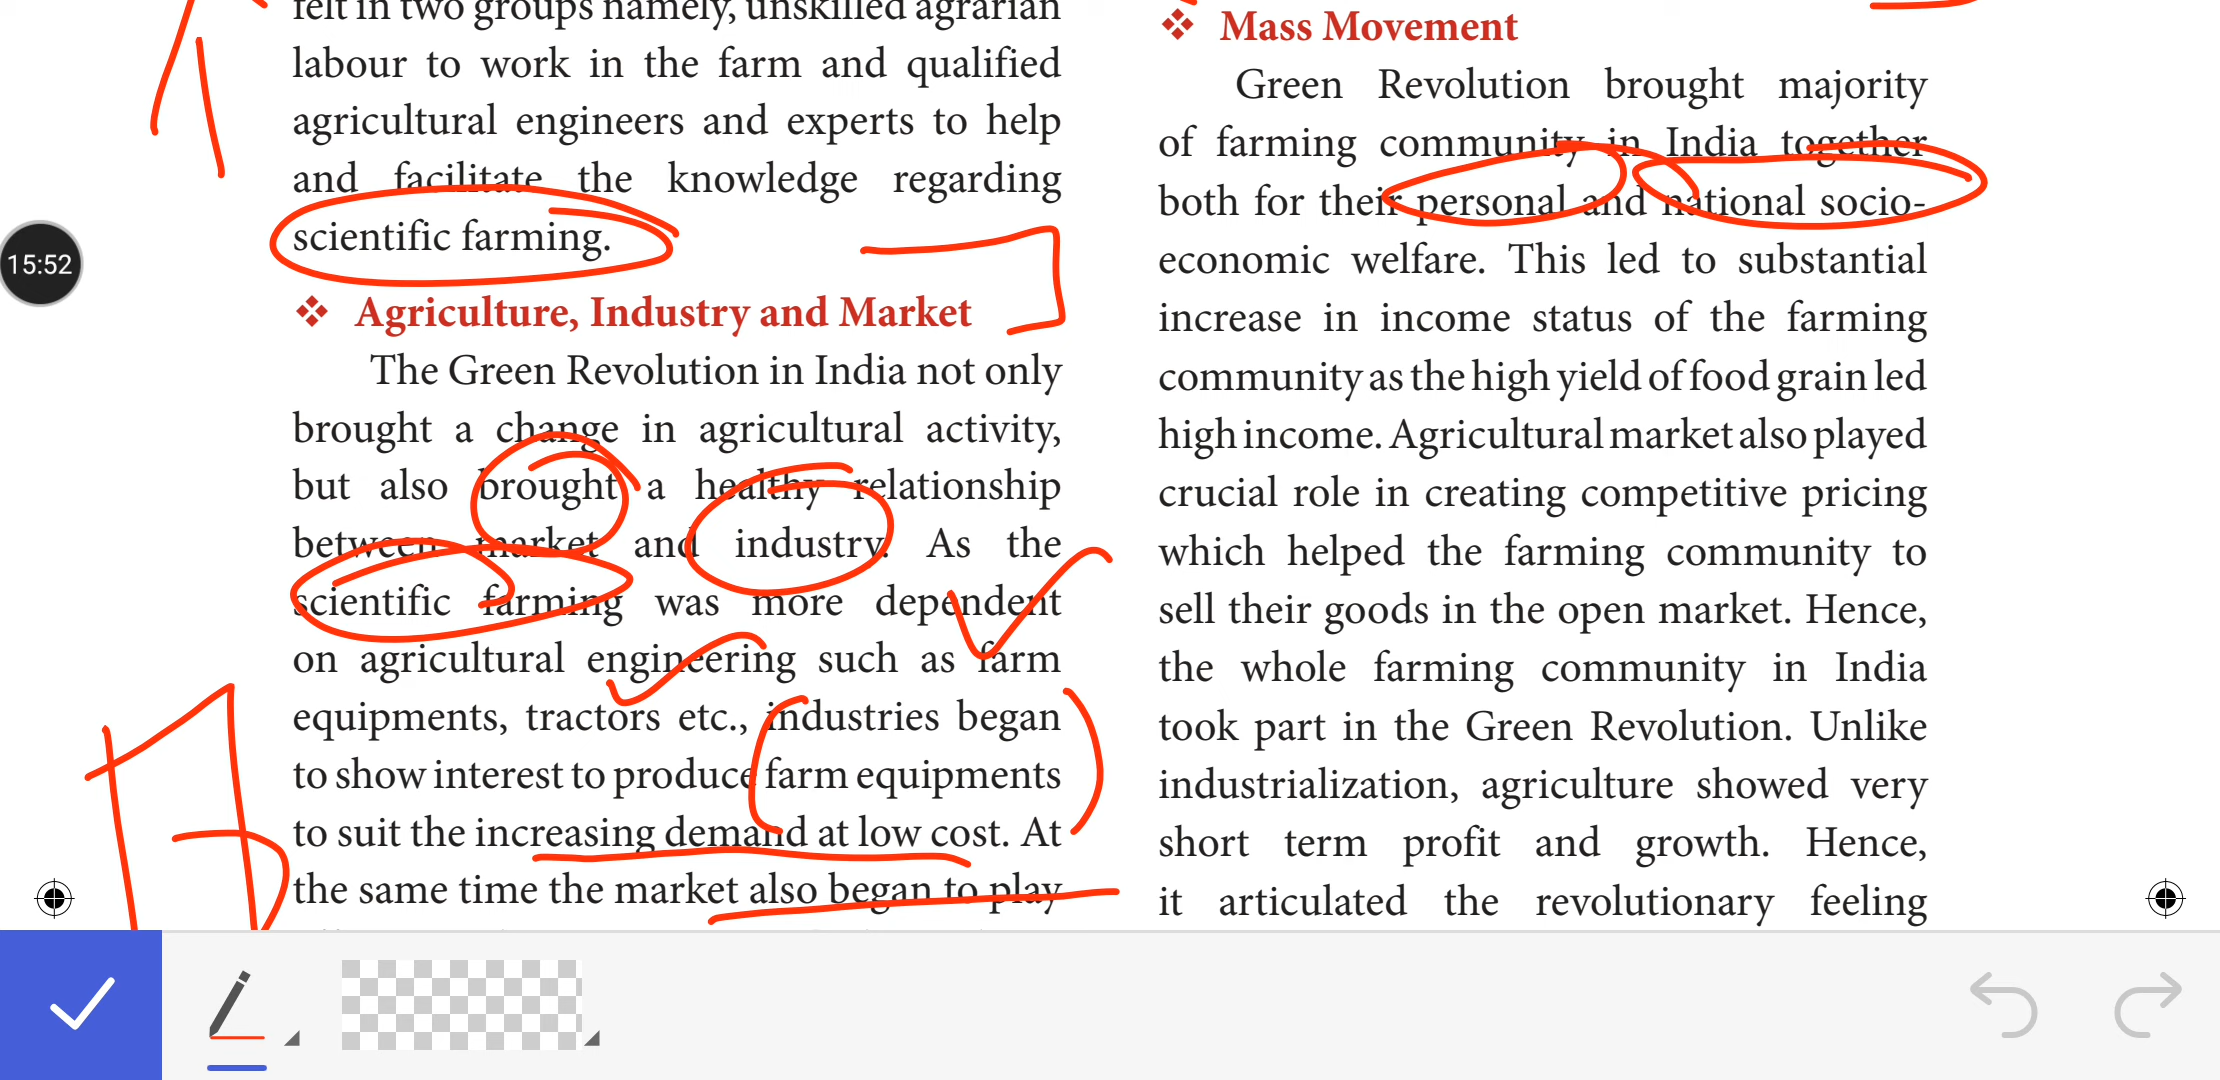 felt in two groups namely, unskilled agrarian
labour to work in the farm and qualified
agricultural engineers and experts to help
and facilitate the knowledge regarding
scientific farming.
❖ Agriculture, Industry and Market
The Green Revolution in India not only
brought a change in agricultural activity,
but also brought a healthy relationship
between market and industry. As the
scientific farming was more dependent
on agricultural engineering such as farm
equipments, tractors etc., industries began
to show interest to produce farm equipments
to suit the increasing demand at low cost. At
the same time the market also began to play
❖ Mass Movement
Green Revolution brought majority
of farming community in India together
both for their personal and national socio-
economic welfare. This led to substantial
increase in income status of the farming
community as the high yield of food grain led
high income. Agricultural market also played
crucial role in creating competitive pricing
which helped the farming community to
sell their goods in the open market. Hence,
the whole farming community in India
took part in the Green Revolution. Unlike
industrialization, agriculture showed very
short term profit and growth. Hence,
it articulated the revolutionary feeling
15:52